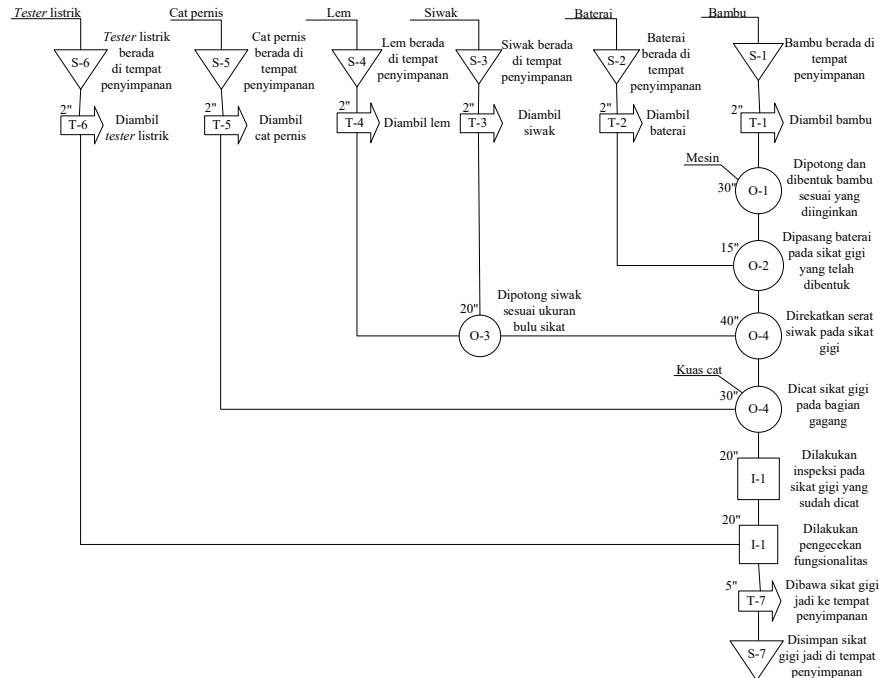 Tester listrik
Cat pernis
Lem
Siwak
Baterai
Bambu
S-6
Tester listrik
berada
di tempat
penyimpanan
S-5
Cat pernis
berada di
tempat
penyimpanan
S-4
Lem berada
di tempat
penyimpanan
S-3
Siwak berada
di tempat
penyimpanan
S-2
Baterai
berada di
tempat
penyimpanan
S-1
Bambu berada di
tempat
penyimpanan
2"
T-6
Diambil
tester listrik
2"
T-5
Diambil
cat pernis
2"
T-4
Diambil lem
2"
T-3
Diambil
siwak
2"
T-2
Diambil
baterai
2"
T-1
Diambil bambu
Mesin
30"
O-1
Dipotong dan
dibentuk bambu
sesuai yang
diinginkan
15"
O-2
Dipasang baterai
pada sikat gigi
yang telah
dibentuk
20"
O-3
Dipotong siwak
sesuai ukuran
bulu sikat
40"
O-4
Direkatkan serat
siwak pada sikat
gigi
Kuas cat
30"
O-4
Dicat sikat gigi
pada bagian
gagang
20"
I-1
Dilakukan
inspeksi pada
sikat gigi yang
sudah dicat
20"
I-1
Dilakukan
pengecekan
fungsionalitas
5"
T-7
Dibawa sikat gigi
jadi ke tempat
penyimpanan
S-7
Disimpan sikat
gigi jadi di tempat
penyimpanan